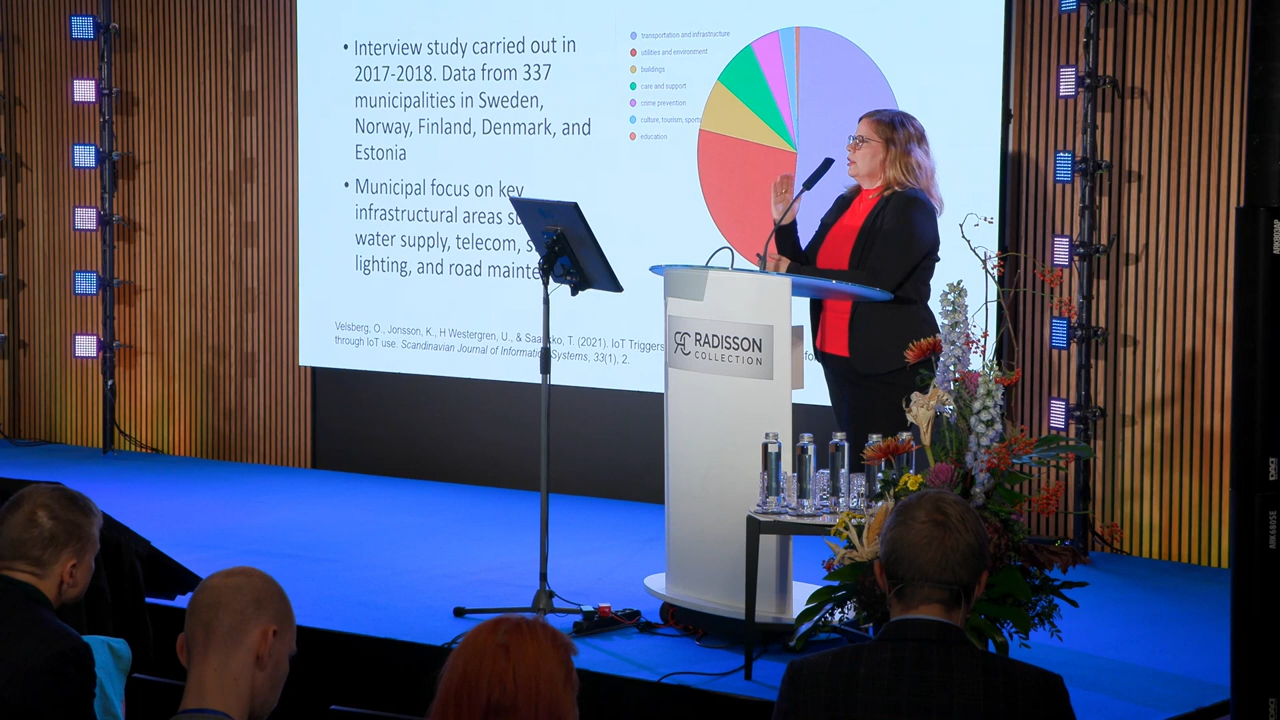 • Interview study carried out in
2017-2018. Data from 337
municipalities in Sweden,
Norway, Finland, Denmark, and
Estonia
• Municipal focus on key
infrastructural areas
water supply, telecom,
lighting, and road
Velsberg, O., Jonsson, K., H Westergren, U., & (2021). IoT Triggers
through IoT use. Scandinavian Journal of Systems, 33(1), 2.
transportation and infrastructure
utilities and environment
buildings
care and support
crime prevention
culture, tourism, sports
education
RADISSON
COLLECTION